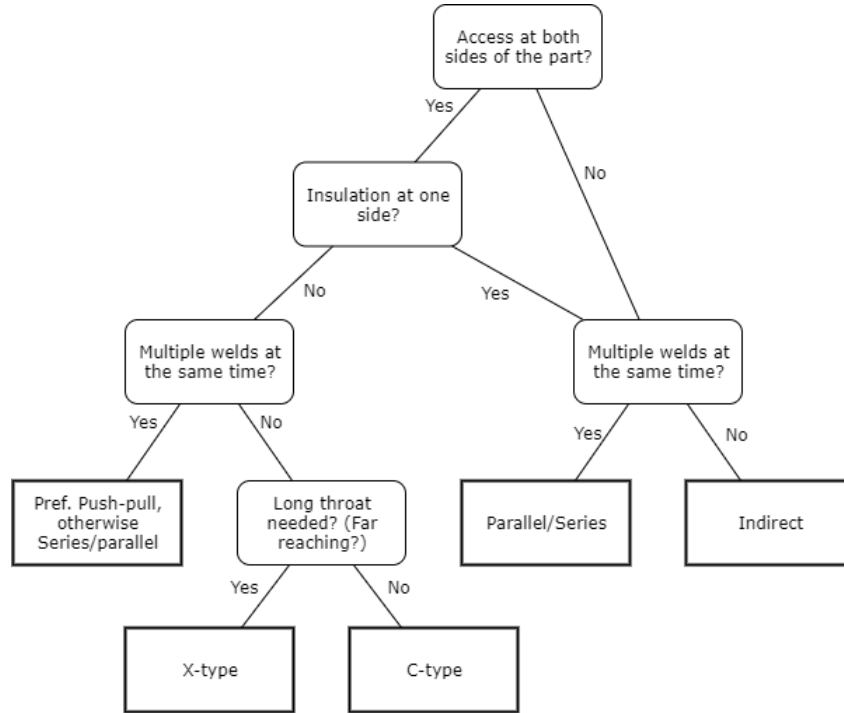 Access at both
sides of the part?
Yes
No
Insulation at one
side?
No
Yes
Multiple welds at
the same time?
Multiple welds at
the same time?
Yes
No
Yes
No
Pref. Push-pull,
otherwise
Series/parallel
Long throat
needed? (Far
reaching?)
Parallel/Series
Indirect
Yes
No
X-type
C-type